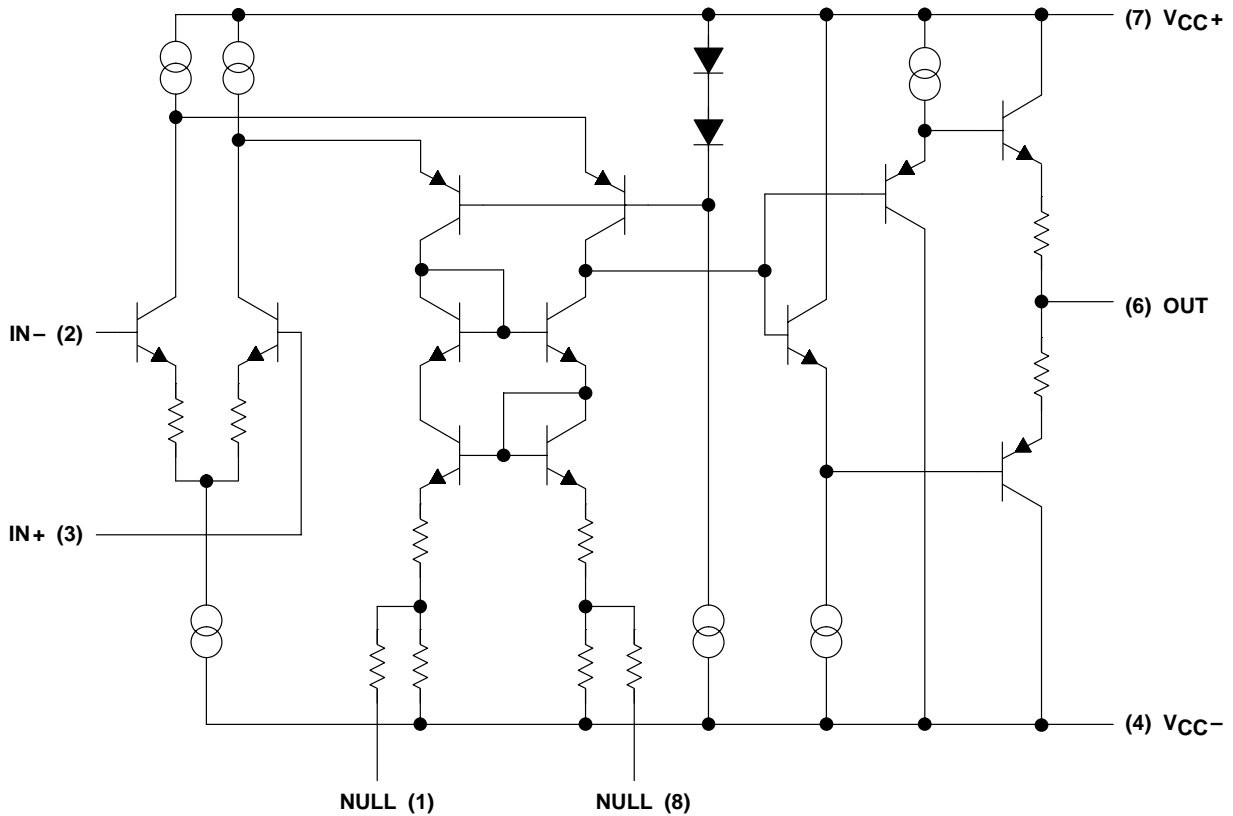 (7) VCC+
IN− (2)
(6) OUT
IN+ (3)
(4) VCC−
NULL (1)
NULL (8)